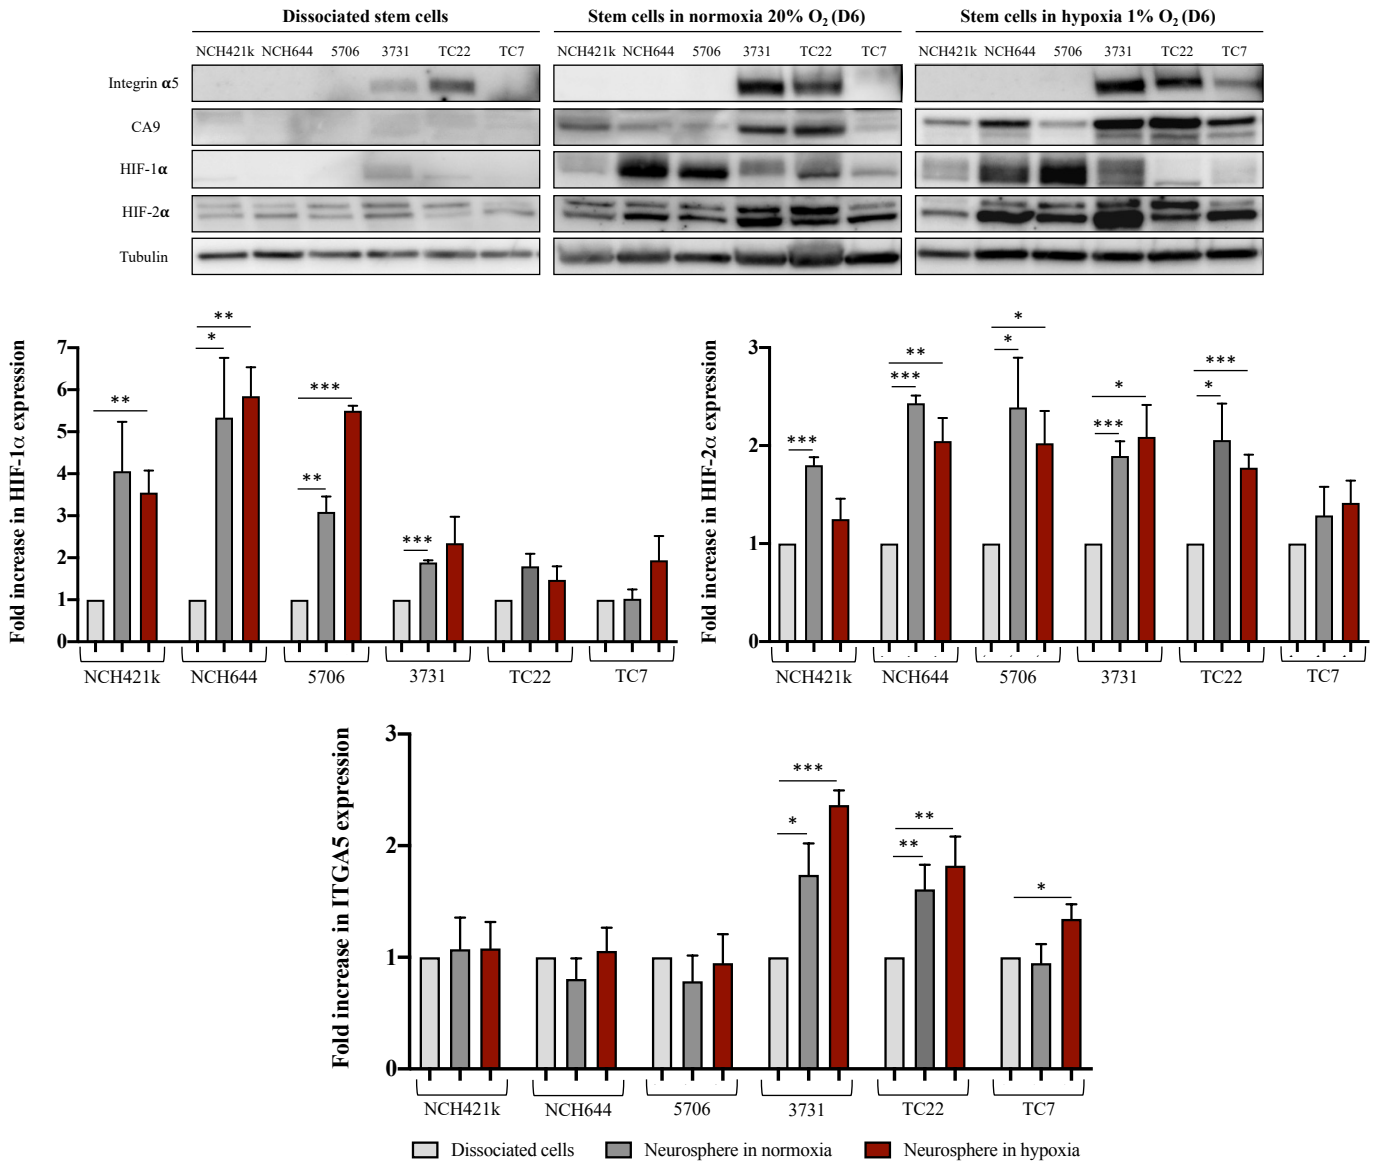 Dissociated stem cells
Stem cells in normoxia 20% O₂ (D6)
Stem cells in hypoxia 1% O₂ (D6)
NCH421k NCH644 5706 3731 TC22 TC7
NCH421k NCH644 5706 3731 TC22 TC7
NCH421k NCH644 5706 3731 TC22 TC7
Integrin α5
CA9
HIF-1α
HIF-2α
Tubulin
Fold increase in HIF-1α expression
7
6
5
4
3
2
1
0
**
*
**
**
***
***
NCH421k NCH644 5706 3731 TC22 TC7
Fold increase in HIF-2α expression
3
2
1
0
***
***
**
*
*
***
*
*
***
NCH421k NCH644 5706 3731 TC22 TC7
Fold increase in ITGA5 expression
3
2
1
0
*
***
**
**
*
NCH421k NCH644 5706 3731 TC22 TC7
Dissociated cells Neurosphere in normoxia Neurosphere in hypoxia